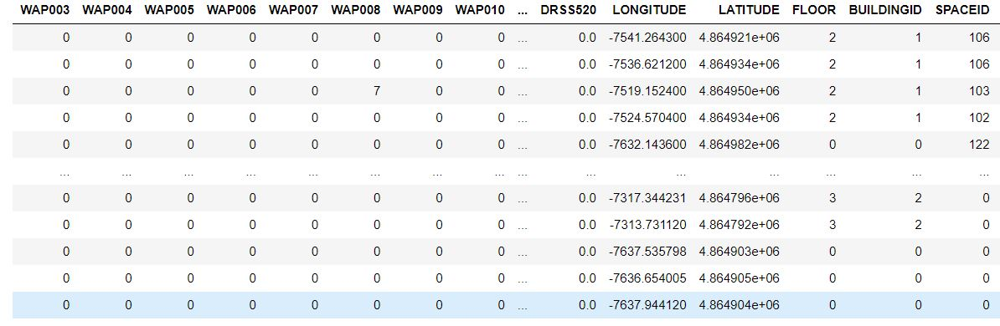 WAP003 WAP004 WAP005 WAP006 WAP007 WAP008 WAP009 WAP010 ... DRSS520 LONGITUDE LATITUDE FLOOR BUILDINGID SPACEID
0 0 0 0 0 0 0 0 ... 0.0 -7541.264300 4.864921e+06 2 1 106
0 0 0 0 0 0 0 0 ... 0.0 -7536.621200 4.864934e+06 2 1 106
0 0 0 0 0 7 0 0 ... 0.0 -7519.152400 4.864950e+06 2 1 103
0 0 0 0 0 0 0 0 ... 0.0 -7524.570400 4.864934e+06 2 1 102
0 0 0 0 0 0 0 0 ... 0.0 -7632.143600 4.864982e+06 0 0 122
... ... ... ... ... ... ... ... ... ... ... ... ... ... ...
0 0 0 0 0 0 0 0 ... 0.0 -7317.344231 4.864796e+06 3 2 0
0 0 0 0 0 0 0 0 ... 0.0 -7313.731120 4.864792e+06 3 2 0
0 0 0 0 0 0 0 0 ... 0.0 -7637.535798 4.864903e+06 0 0 0
0 0 0 0 0 0 0 0 ... 0.0 -7636.654005 4.864905e+06 0 0 0
0 0 0 0 0 0 0 0 ... 0.0 -7637.944120 4.864904e+06 0 0 0